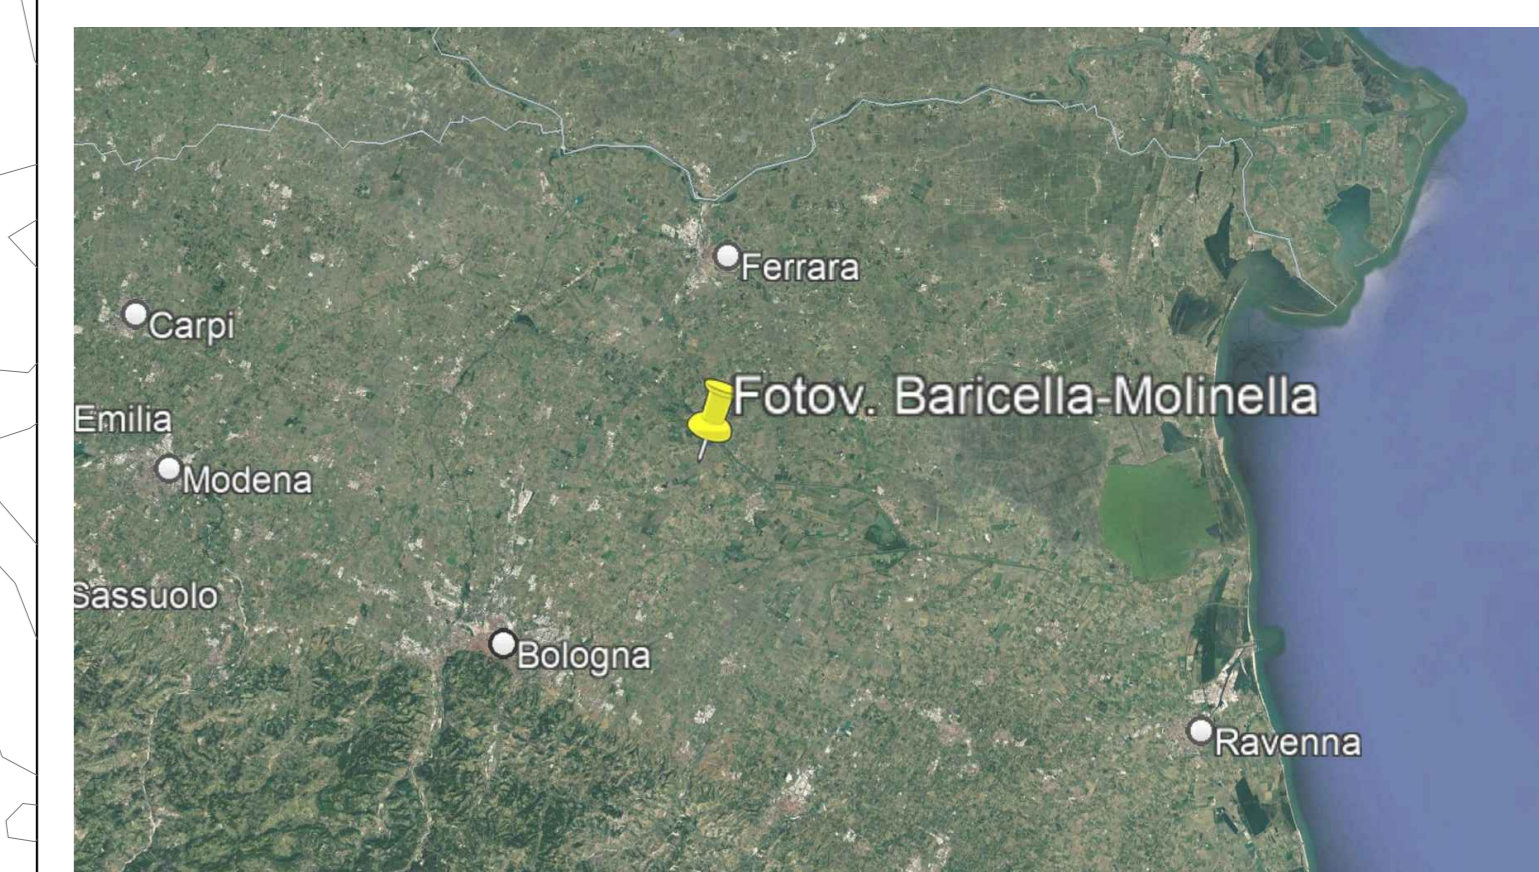 Ferrara
Carpi
Fotov. Baricella-Molinella
Emilia
Modena
Sassuolo
Bologna
Ravenna